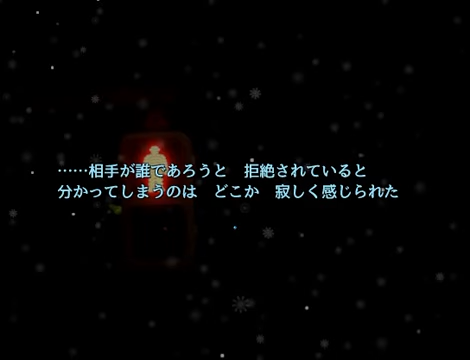 ……相手が誰であろうと　拒絶されていると
分かってしまうのは　どこか　寂しく感じられた